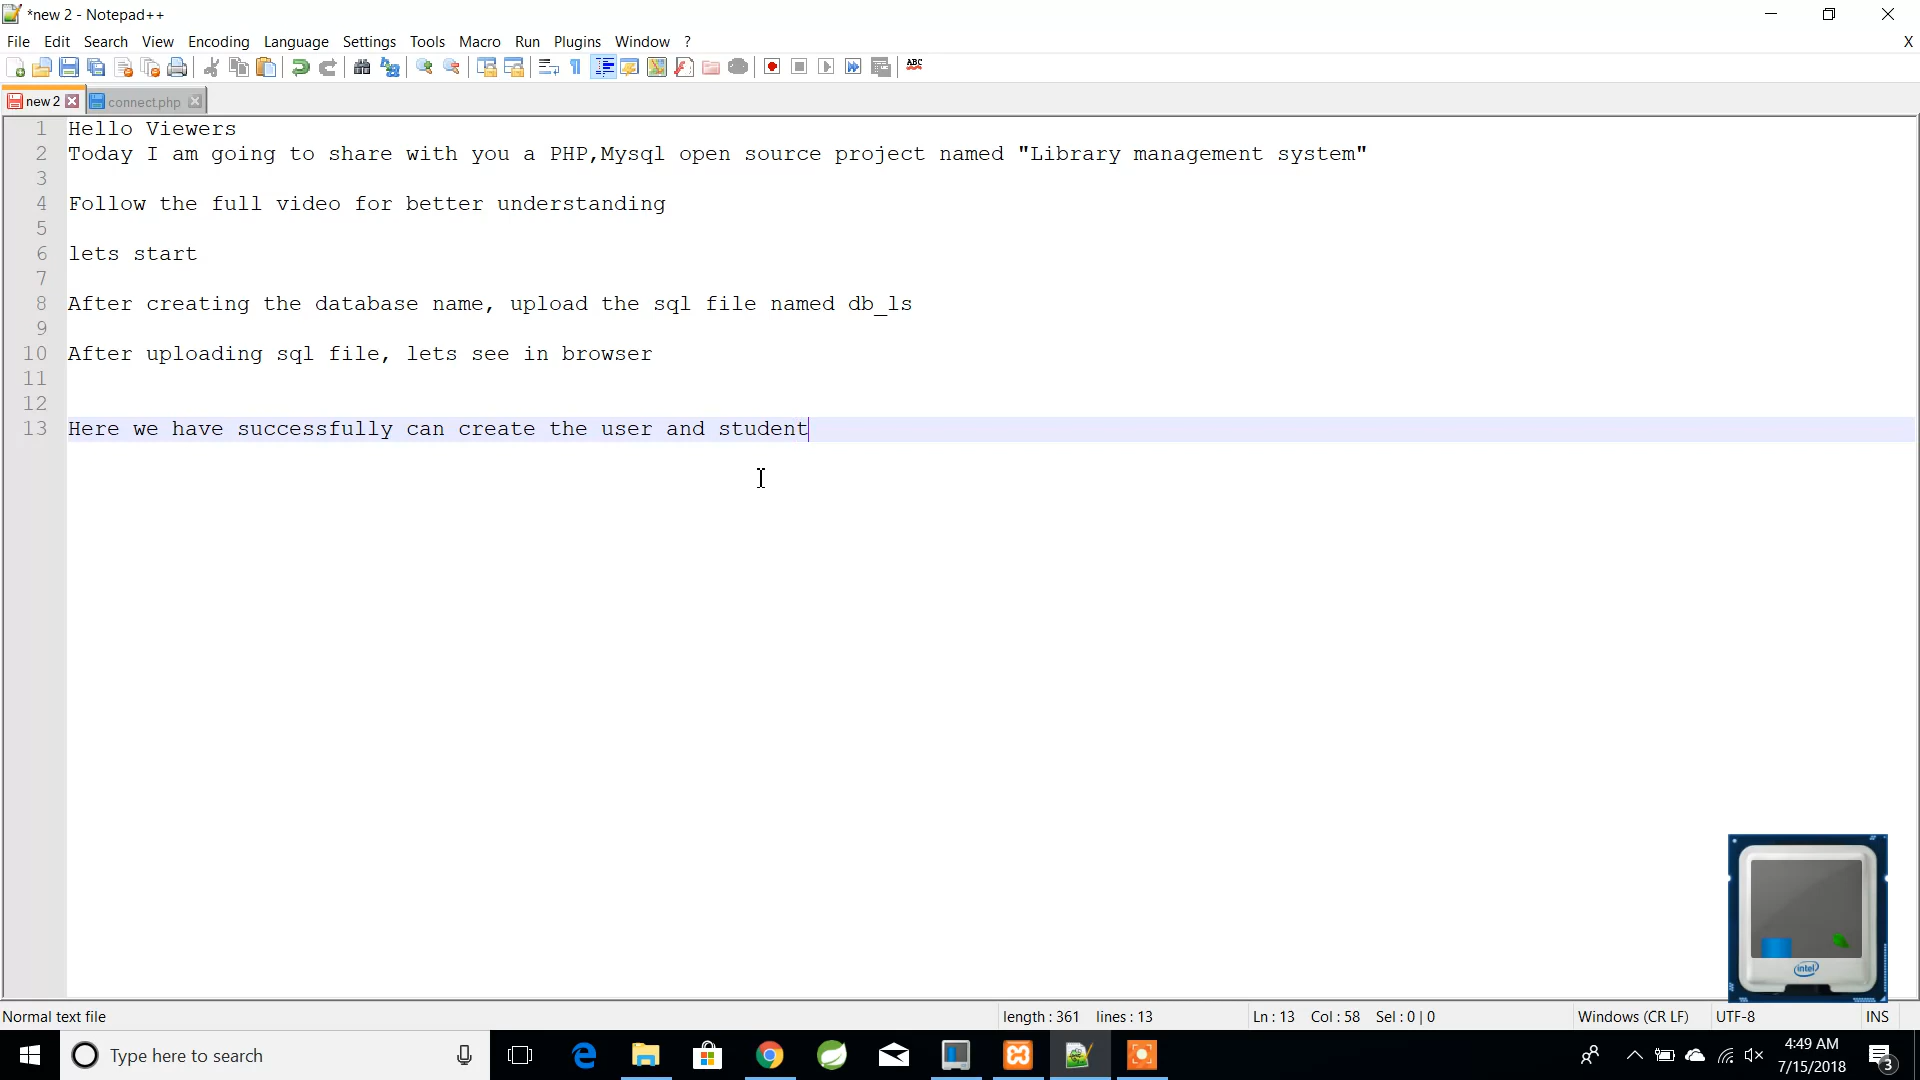 *new 2 - Notepad++
File Edit Search View Encoding Language Settings Tools Macro Run Plugins Window ? X
ABC
new 2 connect.php
1 Hello Viewers
2 Today I am going to share with you a PHP,Mysql open source project named "Library management system"
3
4 Follow the full video for better understanding
5
6 lets start
7
8 After creating the database name, upload the sql file named db_ls
9
10 After uploading sql file, lets see in browser
11
12
13 Here we have successfully can create the user and student
intel
Normal text file length : 361 lines : 13 Ln : 13 Col : 58 Sel : 0 | 0 Windows (CR LF) UTF-8 INS
Type here to search
4:49 AM
7/15/2018
3